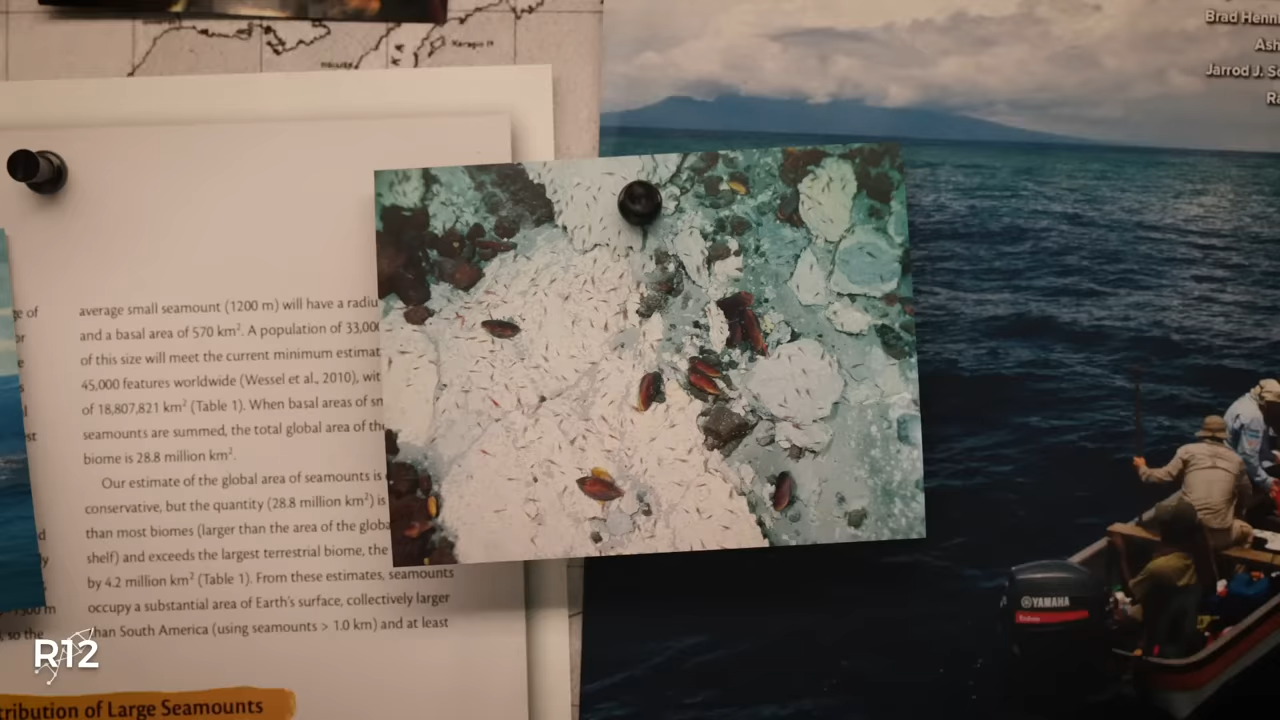 Brad Henn
Ash
Jarrod J. Sc
Ra
average small seamount (1200 m) will have a radiu
and a basal area of 570 km². A population of 33,000
of this size will meet the current minimum estimat
45,000 features worldwide (Wessel et al., 2010), wit
of 18,807,821 km² (Table 1). When basal areas of sm
seamounts are summed, the total global area of the
biome is 28.8 million km².
Our estimate of the global area of seamounts is
conservative, but the quantity (28.8 million km²) is
than most biomes (larger than the area of the globa
shelf) and exceeds the largest terrestrial biome, the
by 4.2 million km² (Table 1). From these estimates, seamounts
occupy a substantial area of Earth's surface, collectively larger
han South America (using seamounts > 1.0 km) and at least
tribution of Large Seamounts
YAMAHA
R12